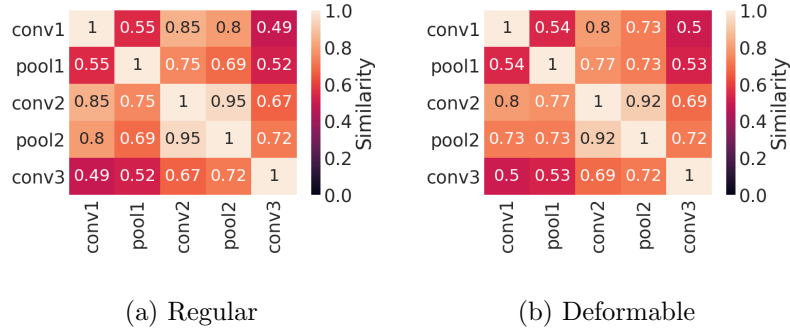 conv1 1 0.55 0.85 0.8 0.49
pool1 0.55 1 0.75 0.69 0.52
conv2 0.85 0.75 1 0.95 0.67
pool2 0.8 0.69 0.95 1 0.72
conv3 0.49 0.52 0.67 0.72 1
conv1 pool1 conv2 pool2 conv3
1.0
0.8
0.6
0.4
0.2
0.0
Similarity
(a) Regular
conv1 1 0.54 0.8 0.73 0.5
pool1 0.54 1 0.77 0.73 0.53
conv2 0.8 0.77 1 0.92 0.69
pool2 0.73 0.73 0.92 1 0.72
conv3 0.5 0.53 0.69 0.72 1
conv1 pool1 conv2 pool2 conv3
1.0
0.8
0.6
0.4
0.2
0.0
Similarity
(b) Deformable